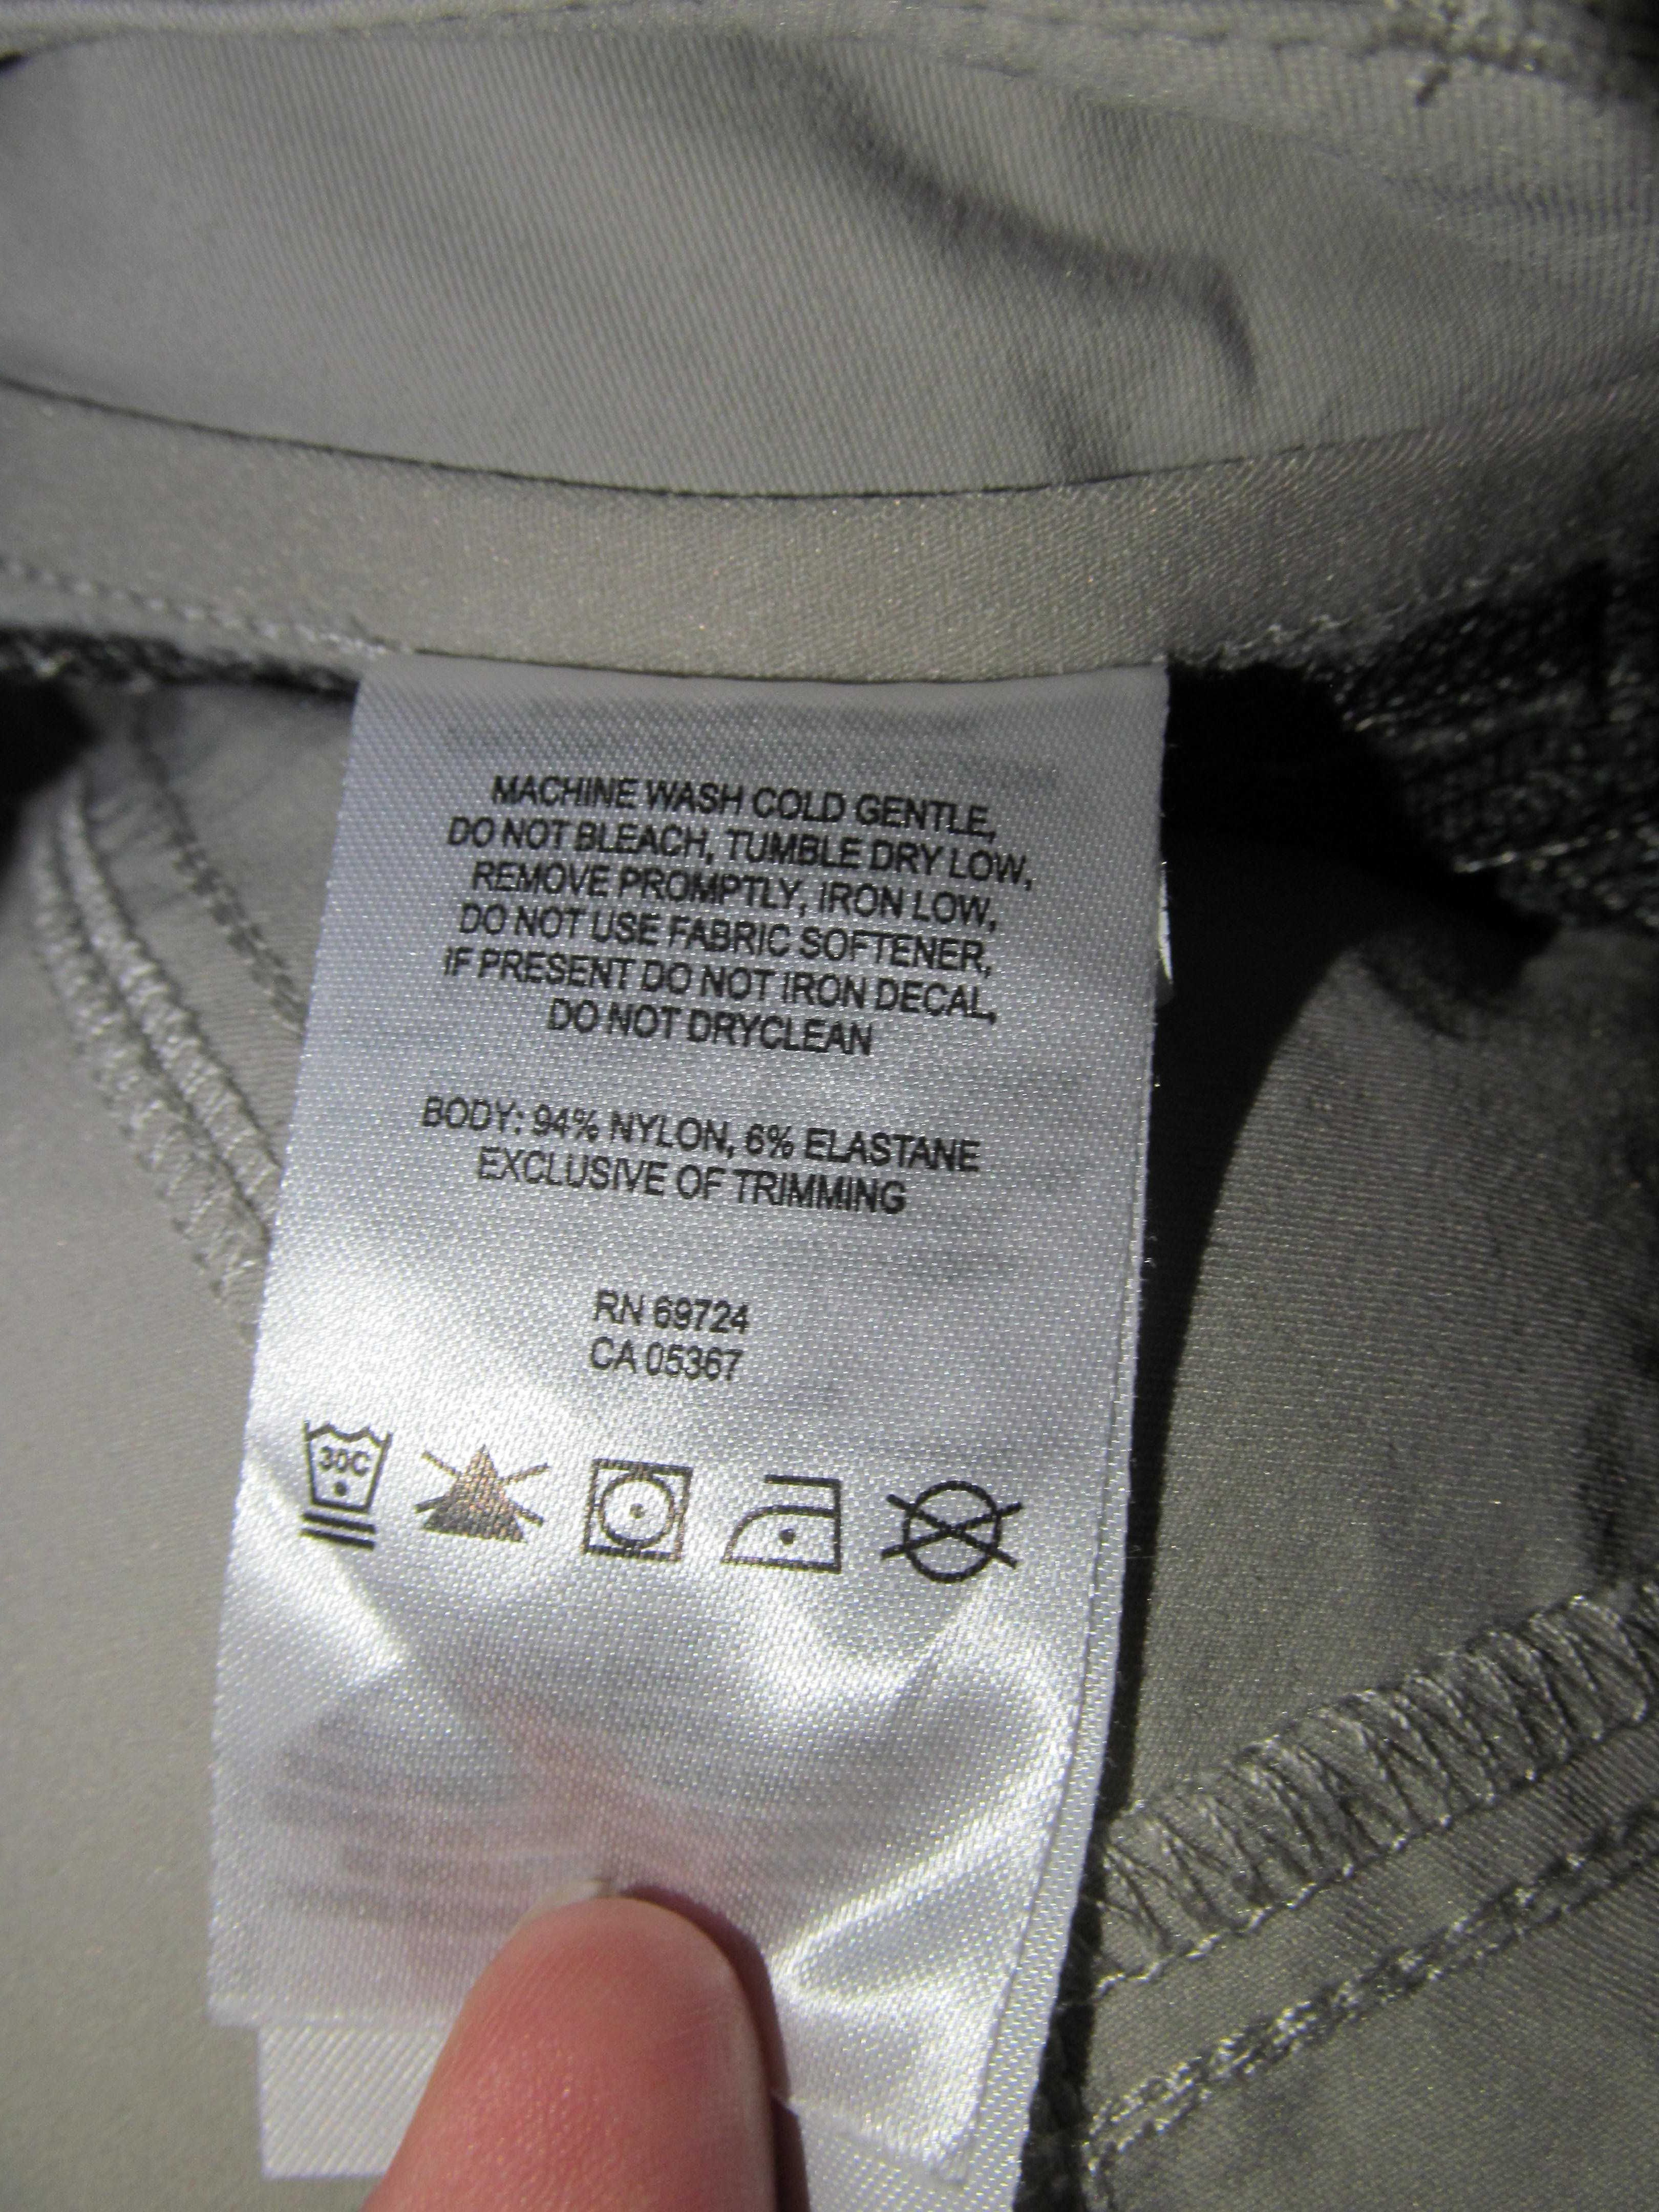 MACHINE WASH COLD GENTLE,
DO NOT BLEACH, TUMBLE DRY LOW,
REMOVE PROMPTLY, IRON LOW,
DO NOT USE FABRIC SOFTENER,
IF PRESENT DO NOT IRON DECAL,
DO NOT DRYCLEAN
BODY: 94% NYLON, 6% ELASTANE
EXCLUSIVE OF TRIMMING
RN 69724
CA 05367
30C